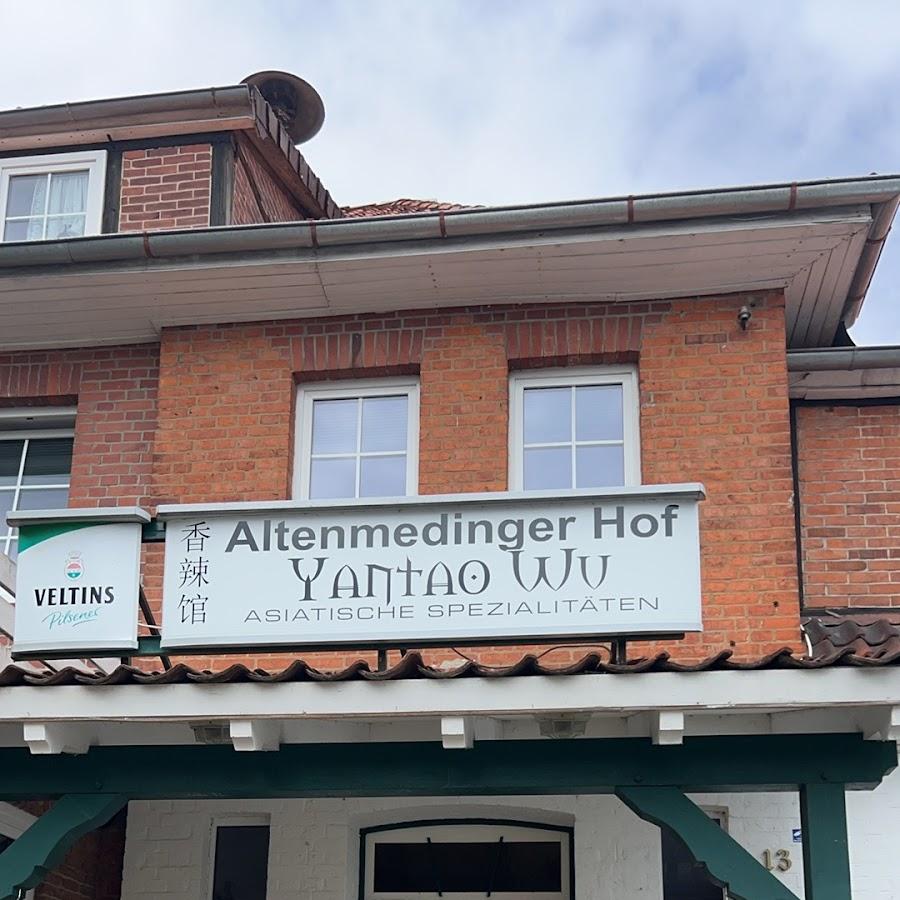 VELTINS
Pilsener
香辣馆
Altenmedinger Hof
Yantao Wu
ASIATISCHE SPEZIALITÄTEN
13